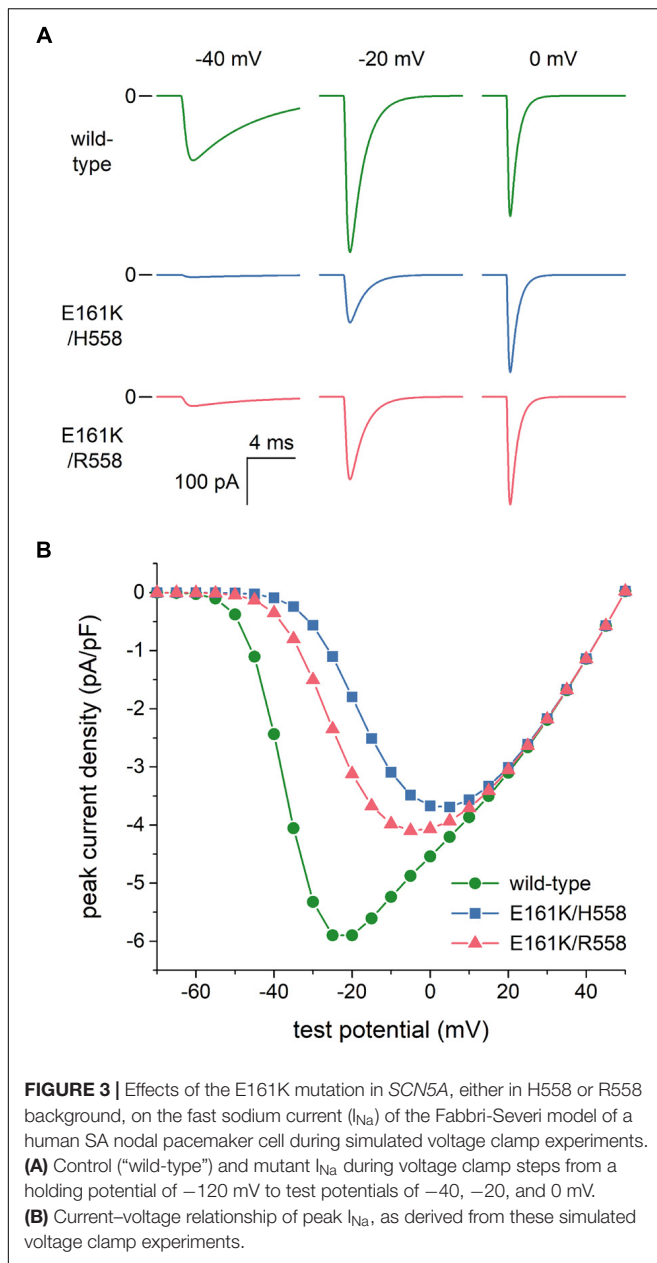 A
-40 mV
-20 mV
0 mV
0
wild-
type
0
E161K
/H558
0
E161K
/R558
4 ms
100 pA
B
0
-1
-2
-3
-4
-5
-6
peak current density (pA/pF)
wild-type
E161K/H558
E161K/R558
-60
-40
-20
0
20
40
test potential (mV)
FIGURE 3 | Effects of the E161K mutation in SCN5A, either in H558 or R558
background, on the fast sodium current (INa) of the Fabbri-Severi model of a
human SA nodal pacemaker cell during simulated voltage clamp experiments.
(A) Control (“wild-type”) and mutant INa during voltage clamp steps from a
holding potential of −120 mV to test potentials of −40, −20, and 0 mV.
(B) Current–voltage relationship of peak INa, as derived from these simulated
voltage clamp experiments.